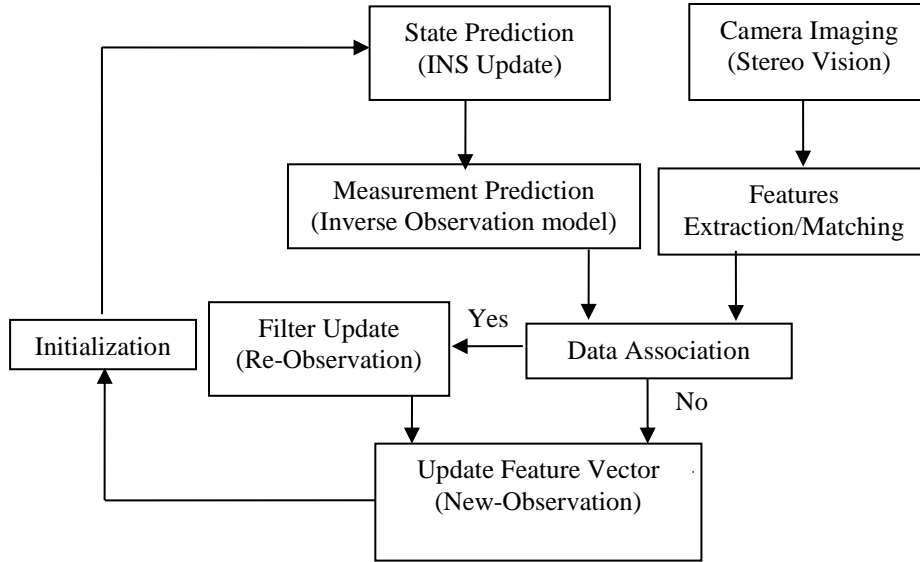 State Prediction
(INS Update)
Camera Imaging
(Stereo Vision)
Measurement Prediction
(Inverse Observation model)
Features
Extraction/Matching
Initialization
Filter Update
(Re-Observation)
Yes
Data Association
No
Update Feature Vector
(New-Observation)